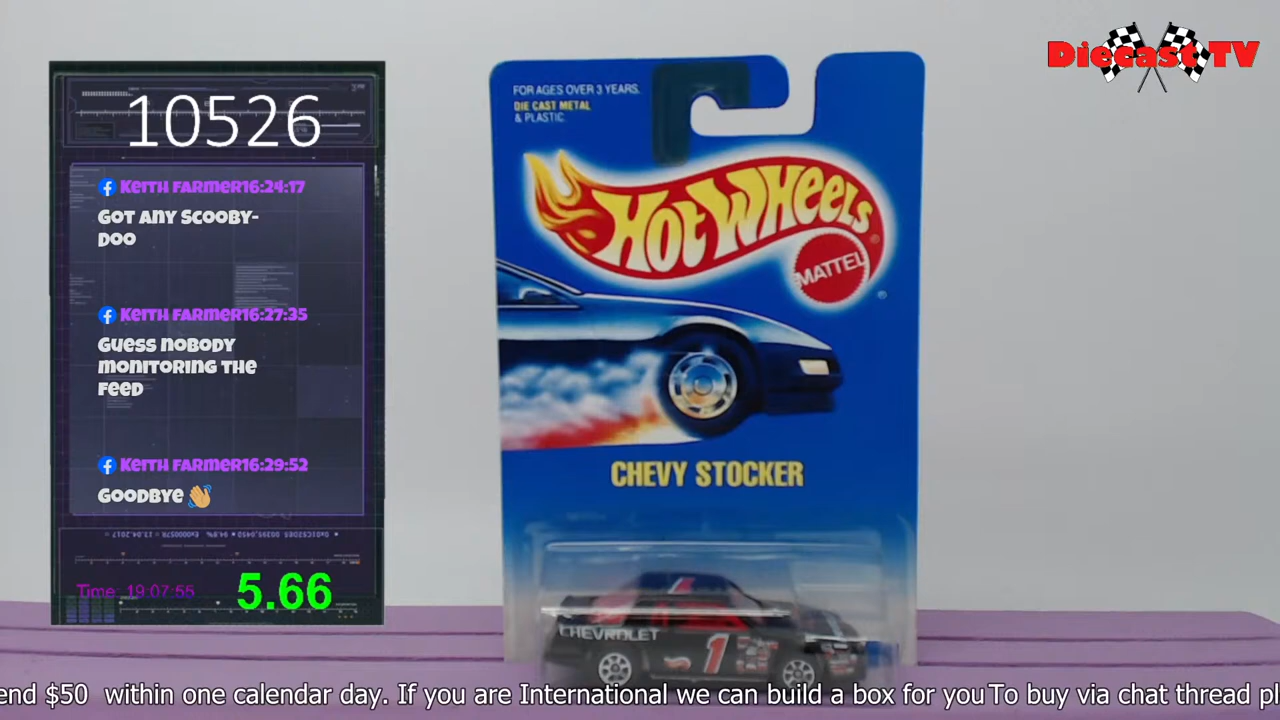 10526
Keith Farmer16:24:17
Got any Scooby-
Doo
Keith Farmer16:27:35
Guess nobody
monitoring the
feed
Keith Farmer16:29:52
Goodbye 👋
Time: 19:07:55
5.66
FOR AGES OVER 3 YEARS.
DIE CAST METAL
& PLASTIC.
Hot Wheels
®
MATTEL
®
CHEVY STOCKER
CHEVROLET
1
Diecast TV
end $50 within one calendar day. If you are International we can build a box for youTo buy via chat thread pl